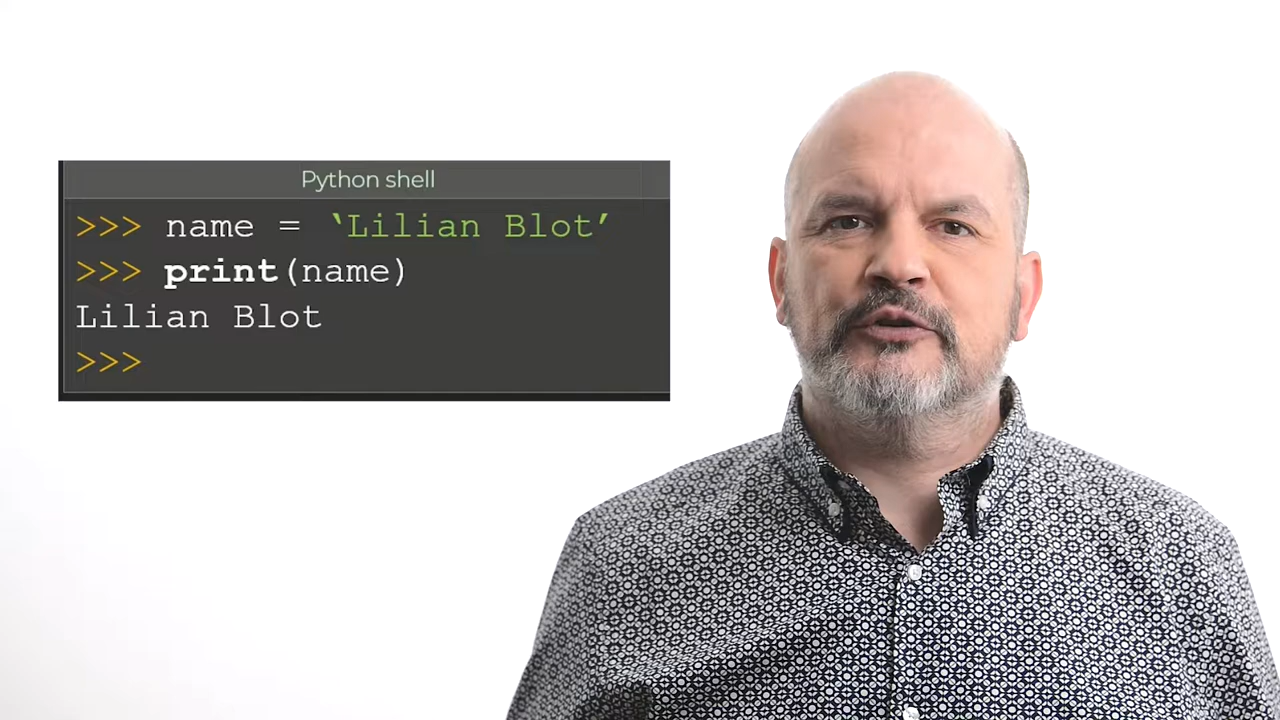 Python shell
>>> name = ‘Lilian Blot’
>>> print(name)
Lilian Blot
>>>